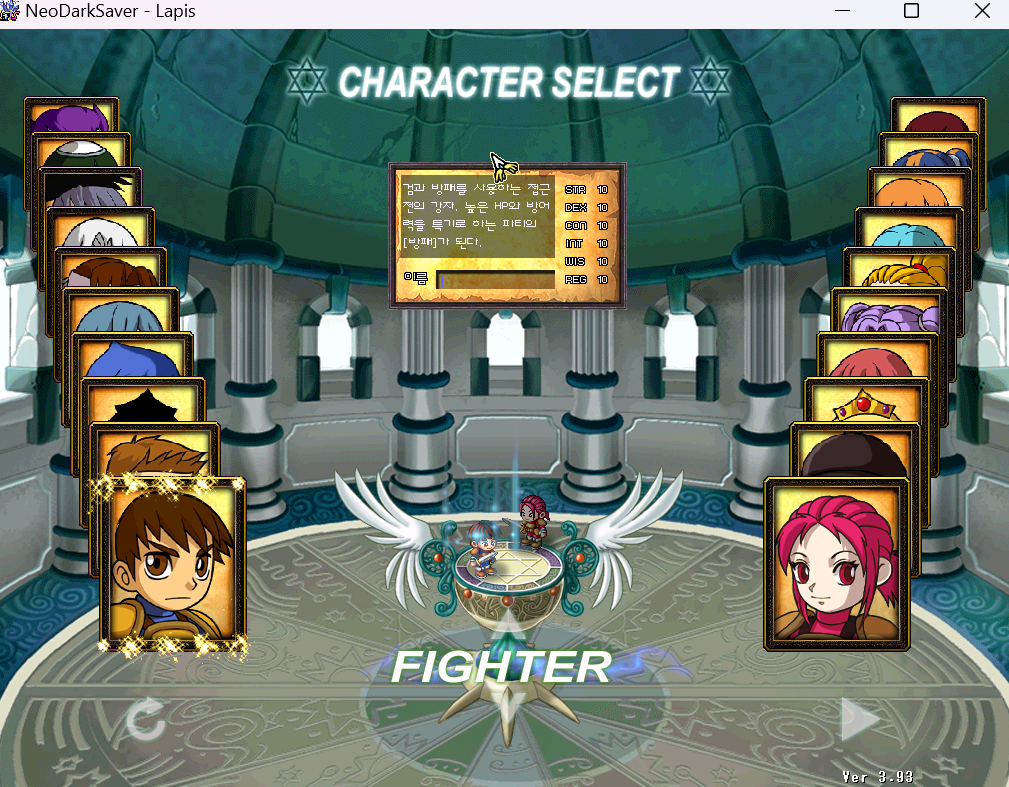 NeoDarkSaver - Lapis
CHARACTER SELECT
검과 방패를 사용하는 접근
전의 강자. 높은 HP와 방어
력을 특기로 하는 파티의
[방패]가 된다.
이름
STR 10
DEX 10
CON 10
INT 10
WIS 10
REG 10
FIGHTER
Ver 3.93